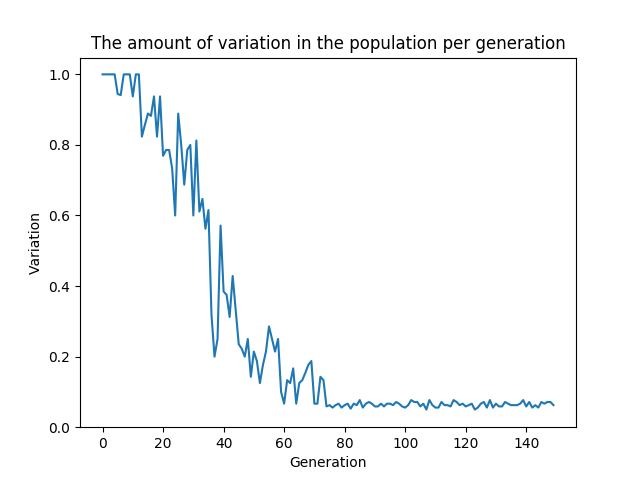 The amount of variation in the population per generation
1.0
0.8
0.6
0.4
0.2
0.0
Variation
0 20 40 60 80 100 120 140
Generation